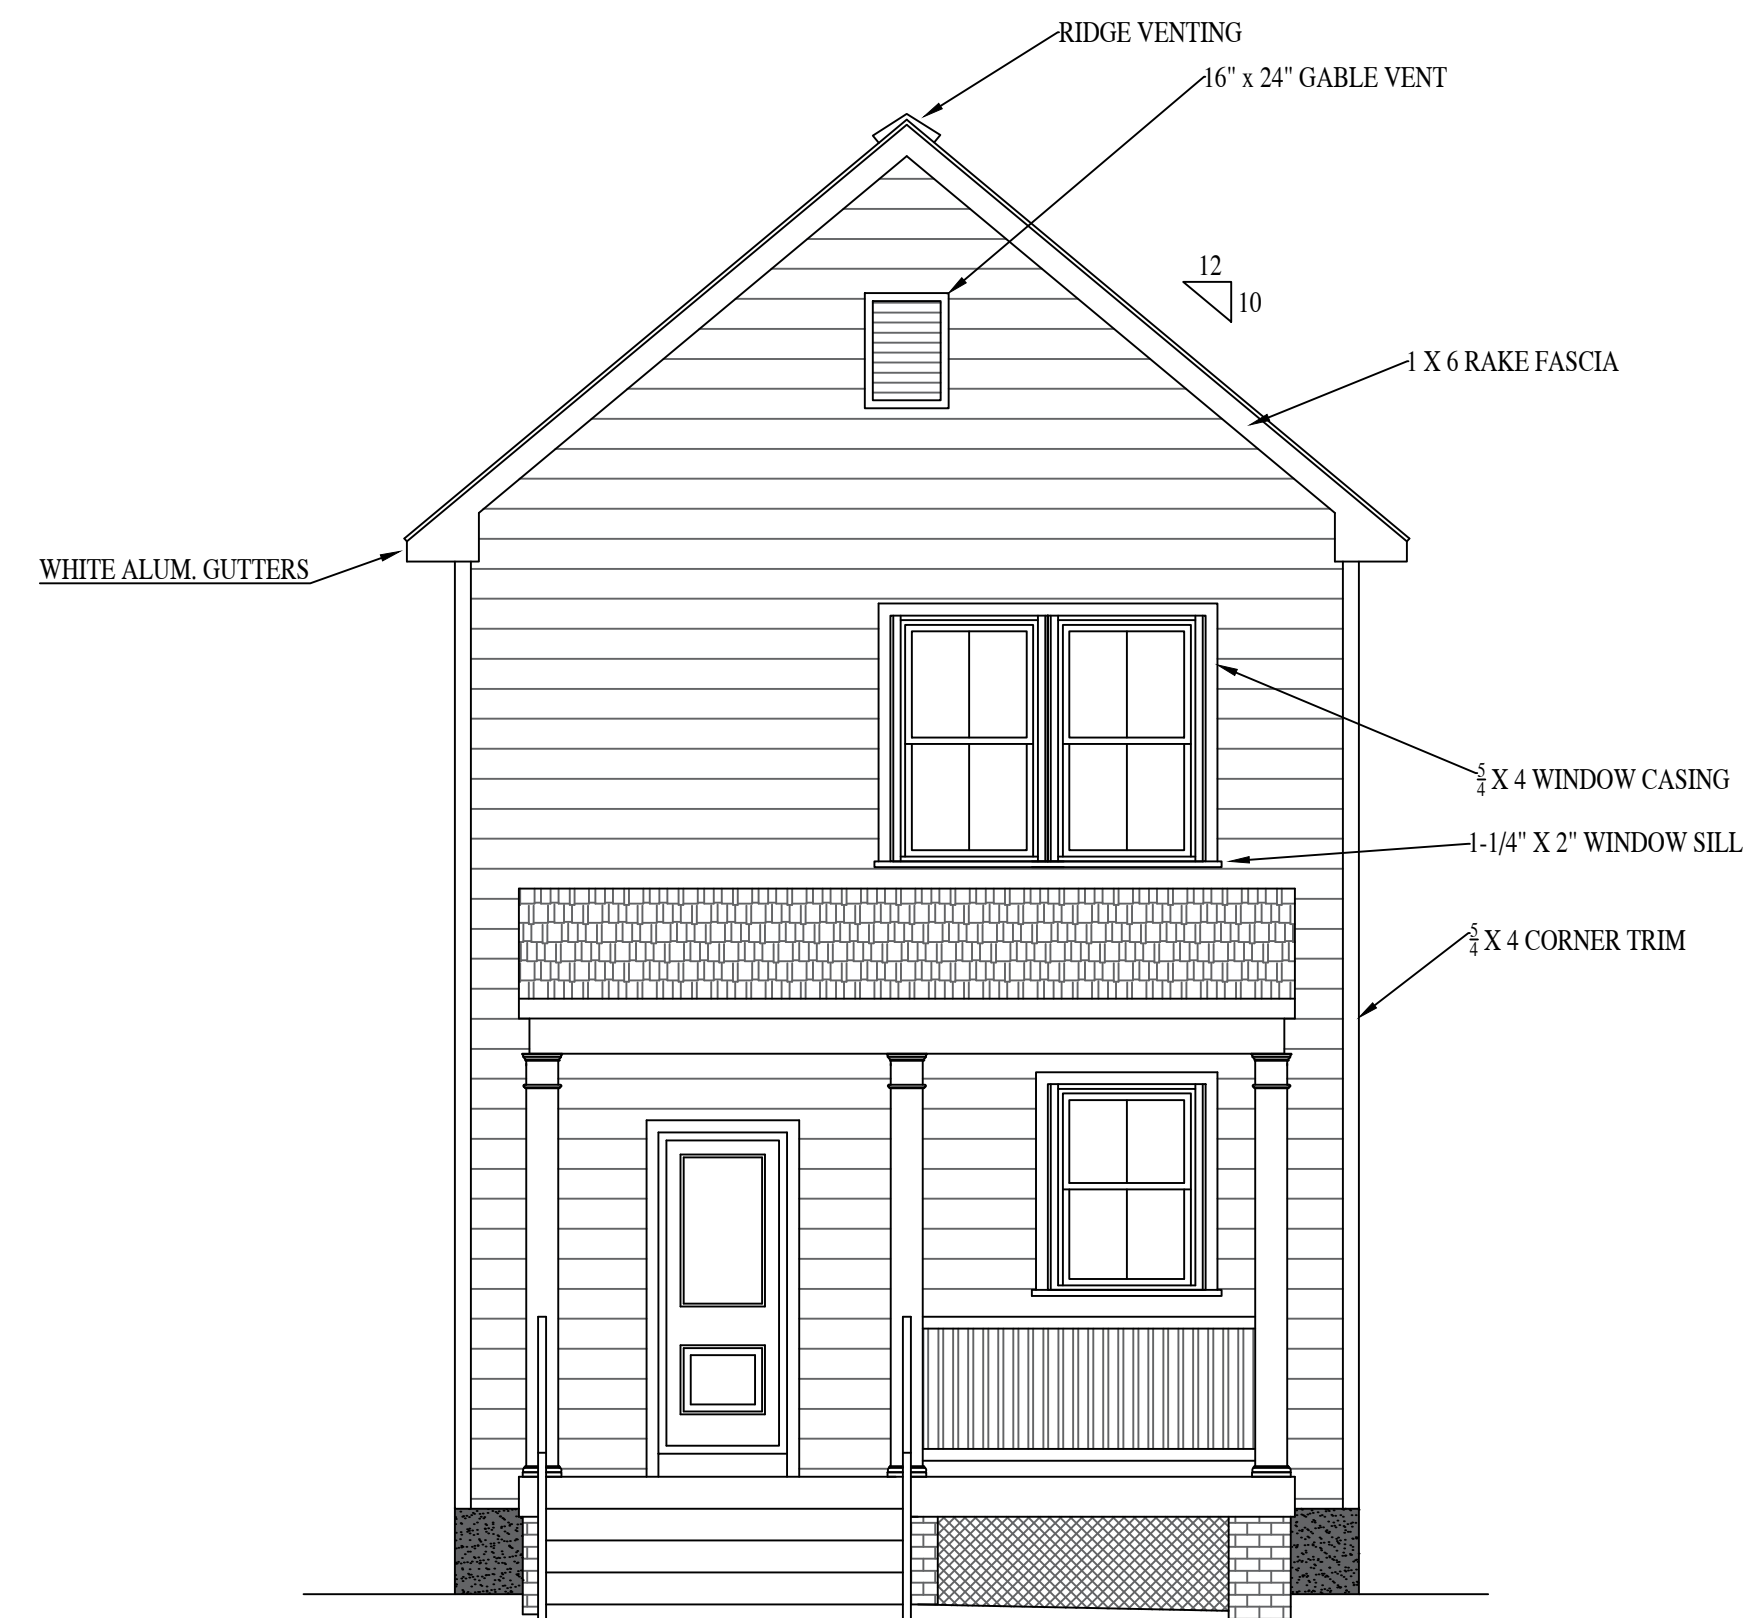 RIDGE VENTING
16" x 24" GABLE VENT
12
10
1 X 6 RAKE FASCIA
WHITE ALUM. GUTTERS
5/4 X 4 WINDOW CASING
1-1/4" X 2" WINDOW SILL
5/4 X 4 CORNER TRIM